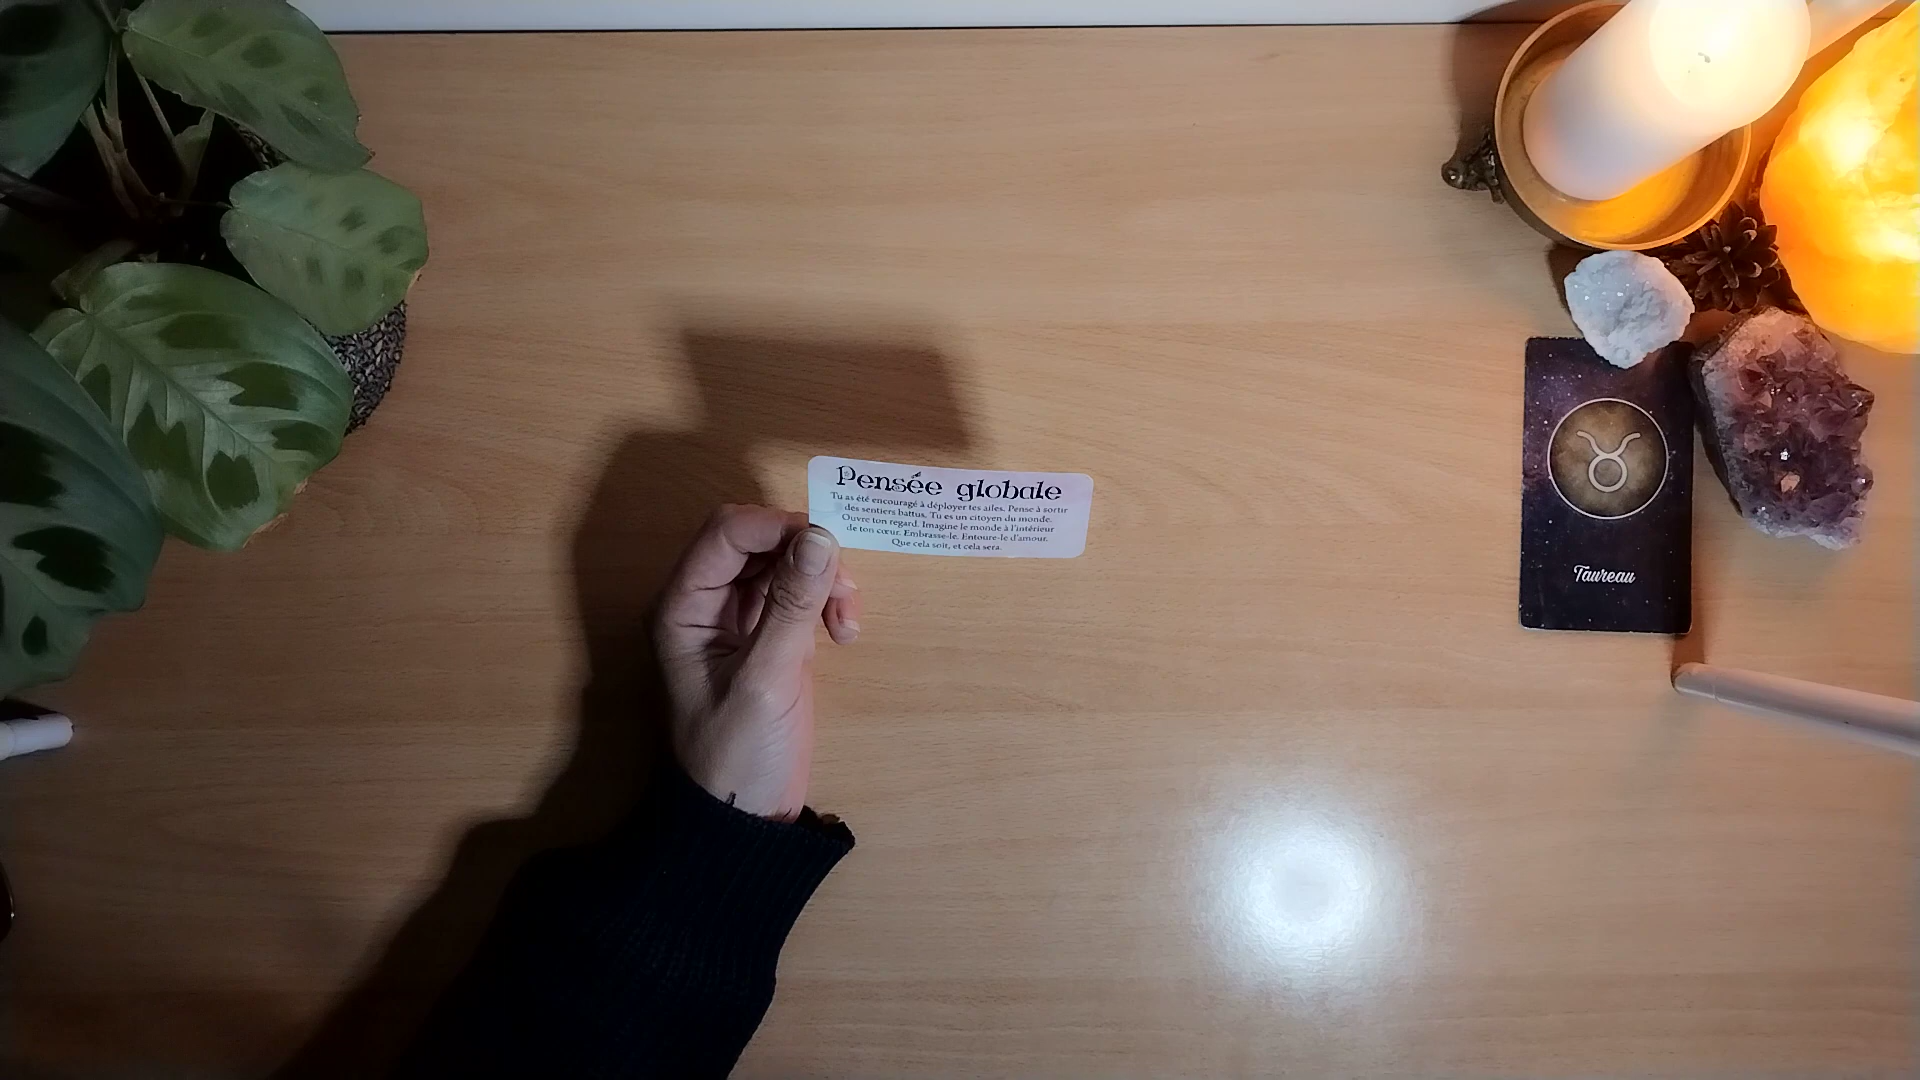 Pensée globale
Tu as été encouragé à déployer tes ailes. Pense à sortir
des sentiers battus. Tu es un citoyen du monde.
Ouvre ton regard. Imagine le monde à l'intérieur
de ton cœur. Embrasse-le. Entoure-le d'amour.
Que cela soit, et cela sera.
Taureau